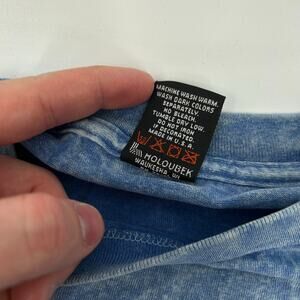 MACHINE WASH WARM.
WASH DARK COLORS
SEPARATELY.
NO BLEACH.
TUMBLE DRY LOW.
DO NOT IRON
IF DECORATED.
MADE IN U.S.A.
HOLOUBEK
WAUKESHA, WI